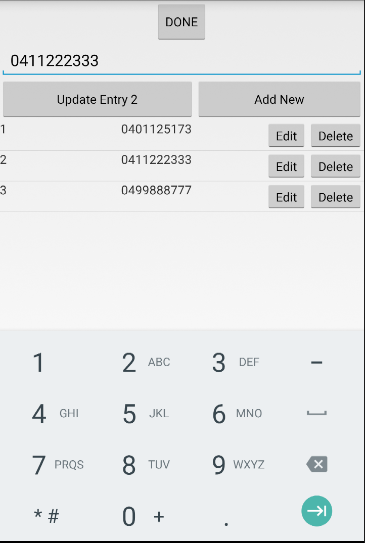 DONE
0411222333
Update Entry 2 Add New
1 0401125173 Edit Delete
2 0411222333 Edit Delete
3 0499888777 Edit Delete
1 2 ABC 3 DEF –
4 GHI 5 JKL 6 MNO
7 PRQS 8 TUV 9 WXYZ
* # 0 + .